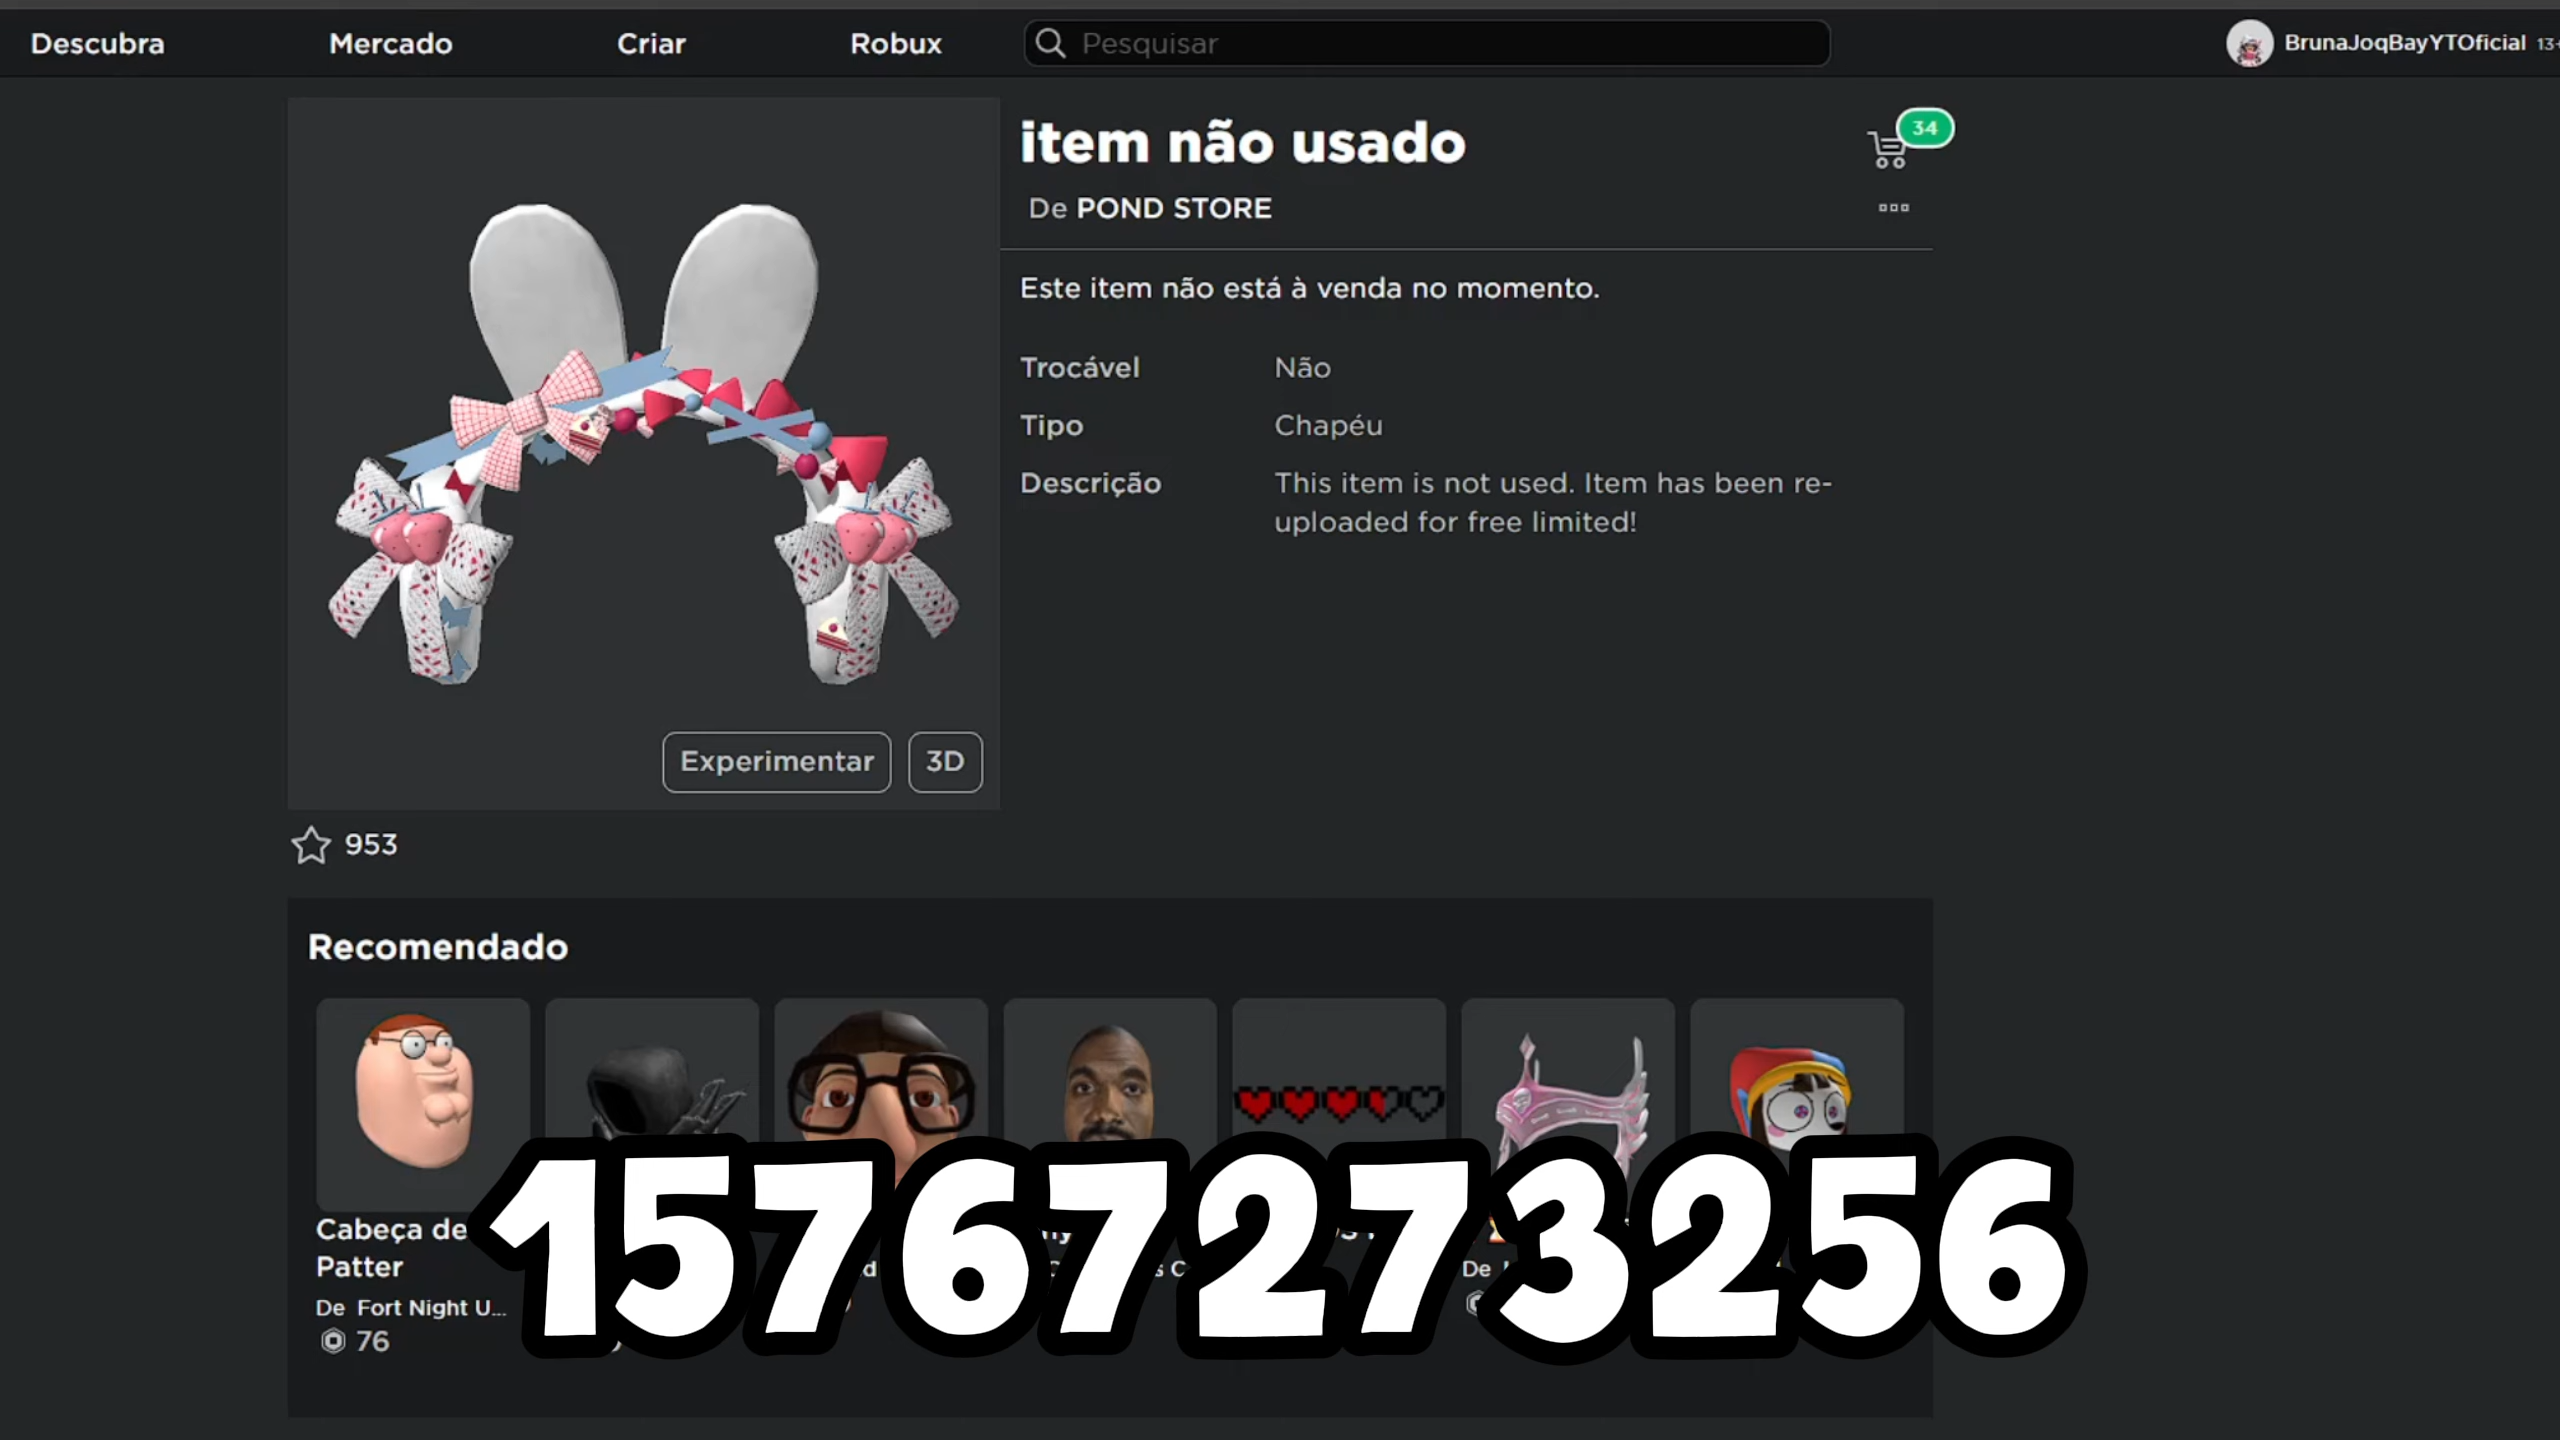 Descubra
Mercado
Criar
Robux
Pesquisar
BrunaJoqBayYTOficial
item não usado
34
De POND STORE
Este item não está à venda no momento.
Trocável Não
Tipo Chapéu
Descrição This item is not used. Item has been re-
uploaded for free limited!
Experimentar
3D
953
Recomendado
15767273256
Cabeça de
Patter
De Fort Night U...
76
De